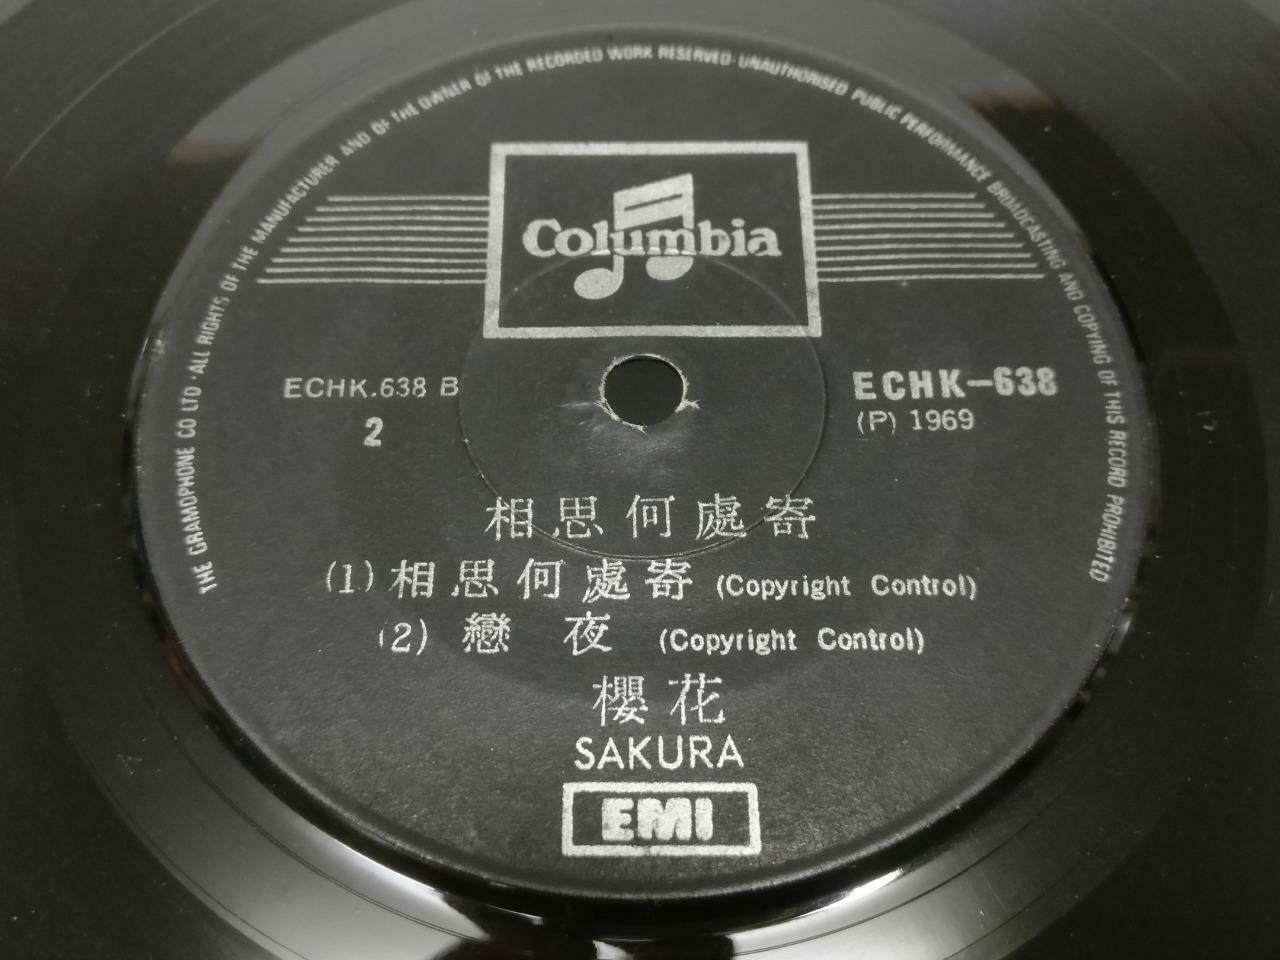 THE GRAMOPHONE CO LTD · ALL RIGHTS OF THE MANUFACTURER AND OF THE OWNER OF THE RECORDED WORK RESERVED · UNAUTHORISED PUBLIC PERFORMANCE BROADCASTING AND COPYING OF THIS RECORD PROHIBITED
Columbia
ECHK.638 B
2
ECHK-638
(P) 1969
相思何處寄
(1) 相思何處寄 (Copyright Control)
(2) 戀夜 (Copyright Control)
櫻花
SAKURA
EMI